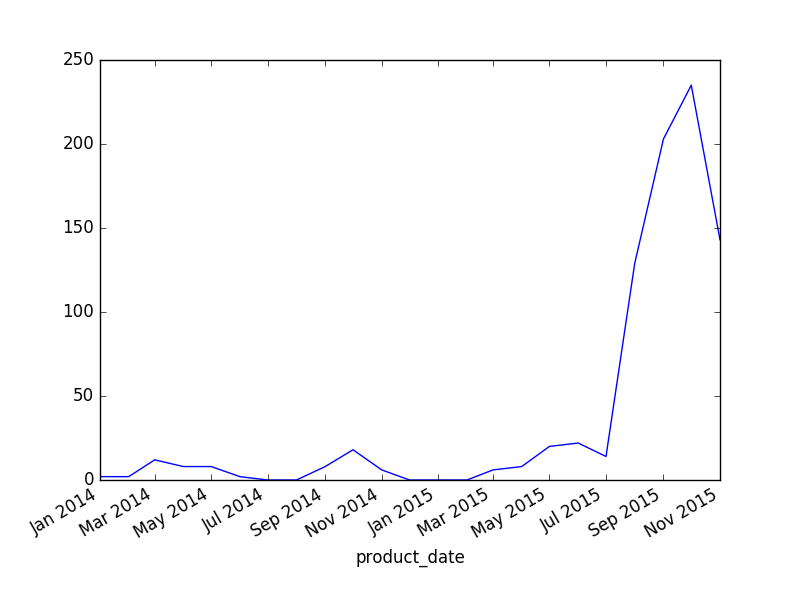 250
200
150
100
50
0
Jan 2014
Mar 2014
May 2014
Jul 2014
Sep 2014
Nov 2014
Jan 2015
Mar 2015
May 2015
Jul 2015
Sep 2015
Nov 2015
product_date